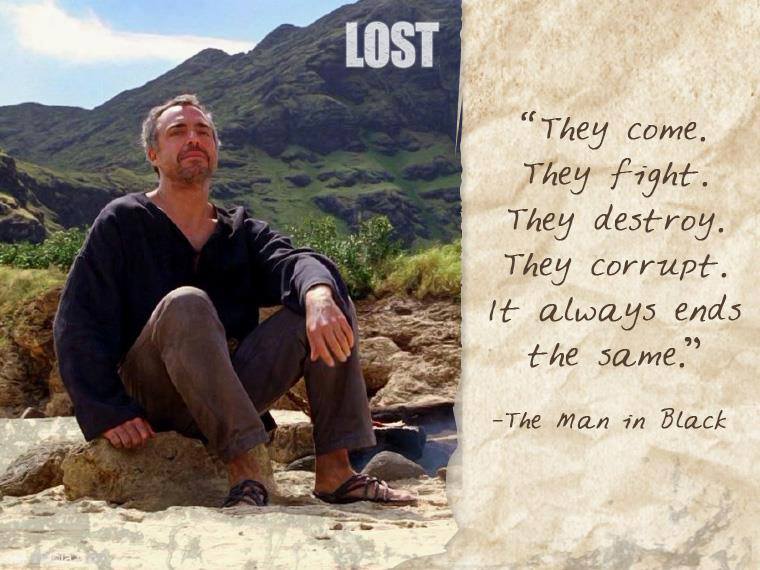 LOST
“They come.
They fight.
They destroy.
They corrupt.
It always ends
the same.”
-The Man in Black